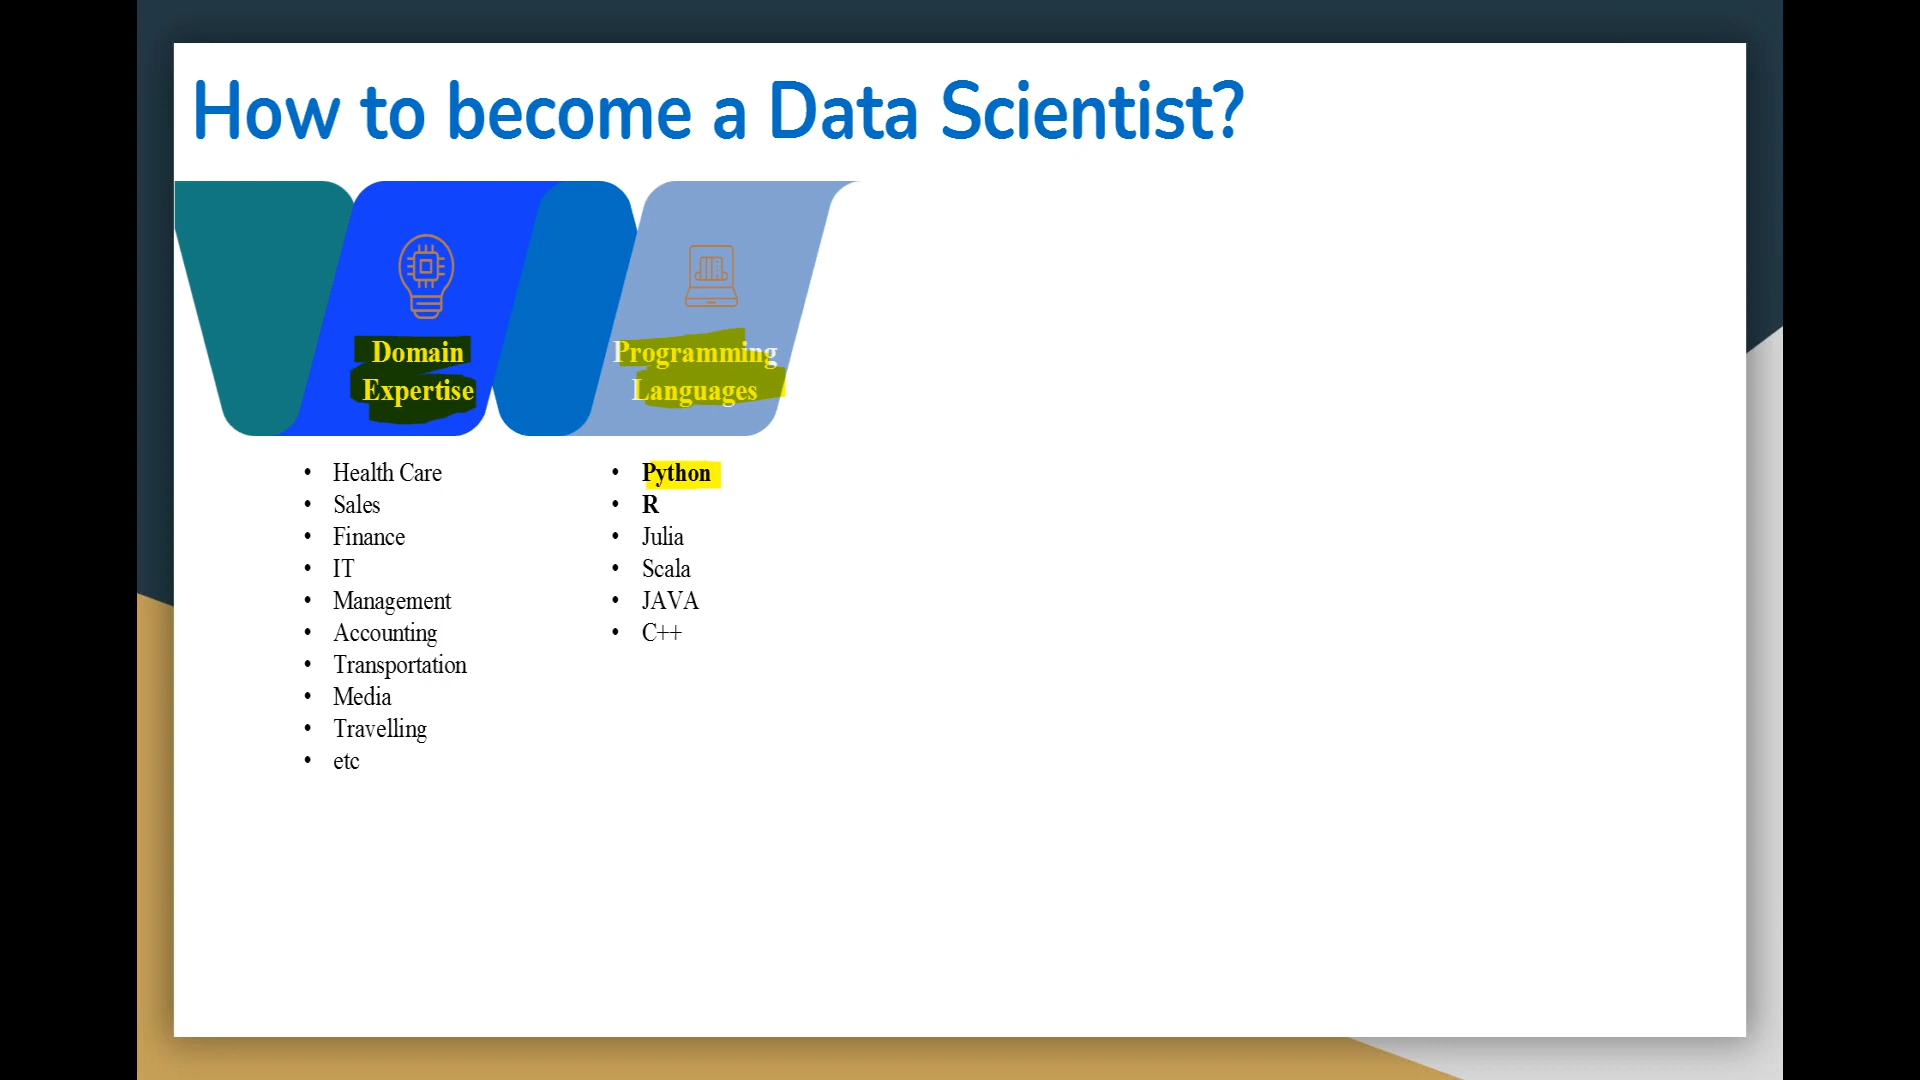 How to become a Data Scientist?
Domain
Expertise
• Health Care
• Sales
• Finance
• IT
• Management
• Accounting
• Transportation
• Media
• Travelling
• etc
Programming
Languages
• Python
• R
• Julia
• Scala
• JAVA
• C++